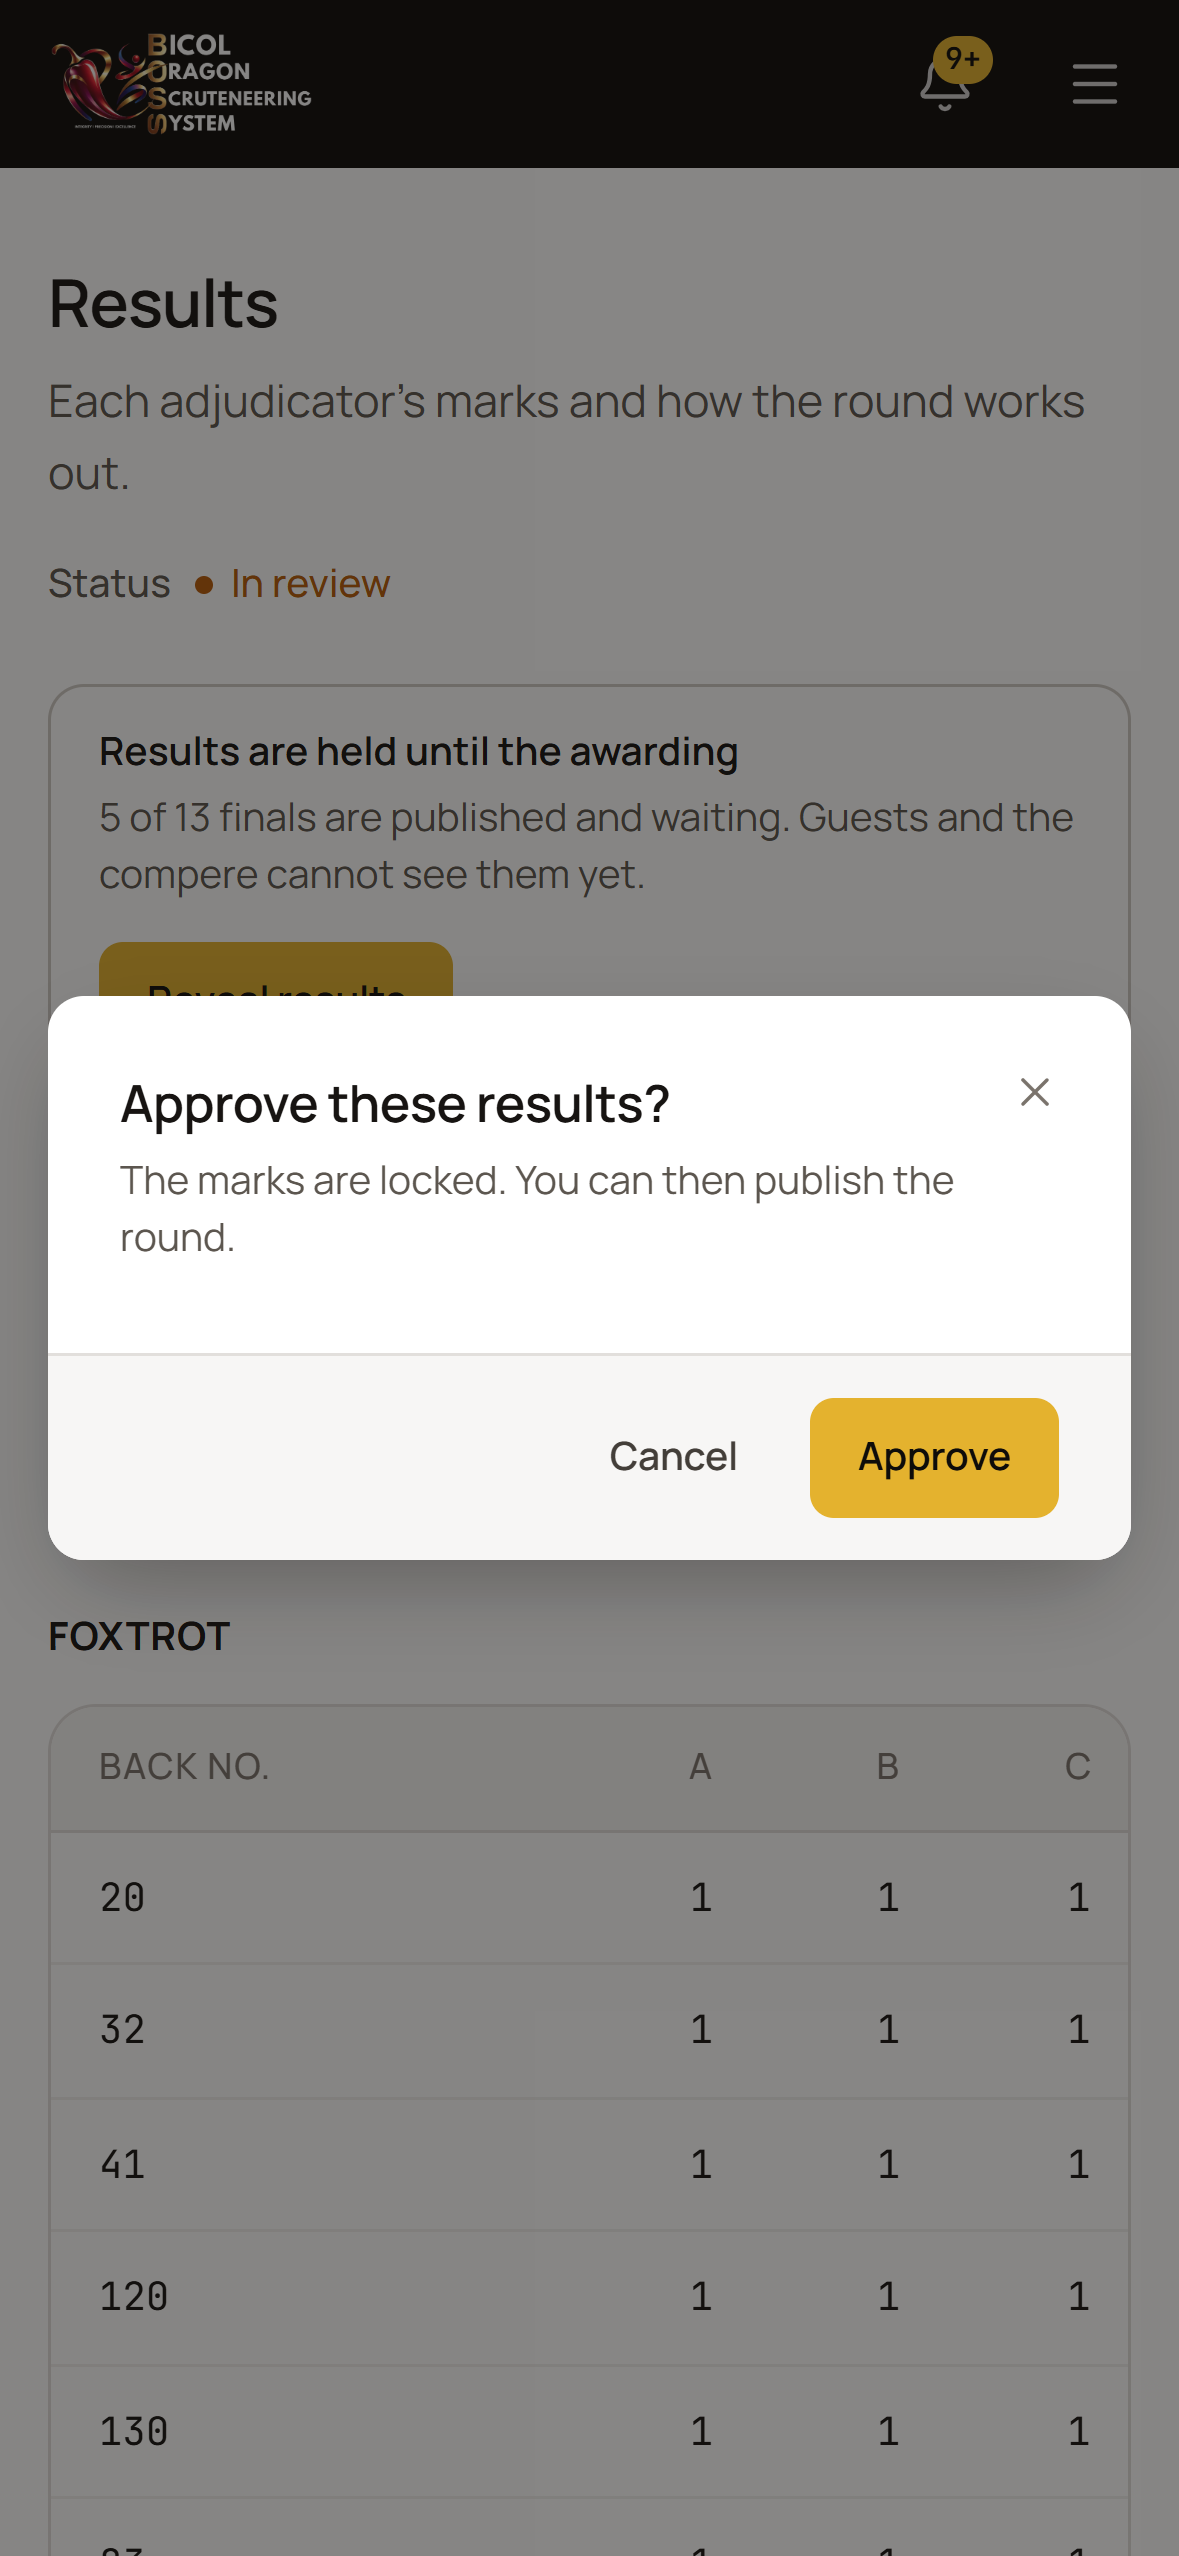 BICOL
DRAGON
SCRUTENEERING
SYSTEM
9+
Results
Each adjudicator’s marks and how the round works
out.
Status In review
Results are held until the awarding
5 of 13 finals are published and waiting. Guests and the
compere cannot see them yet.
Reveal results
Approve these results?
The marks are locked. You can then publish the
round.
Cancel Approve
FOXTROT
BACK NO. A B C
20 1 1 1
32 1 1 1
41 1 1 1
120 1 1 1
130 1 1 1